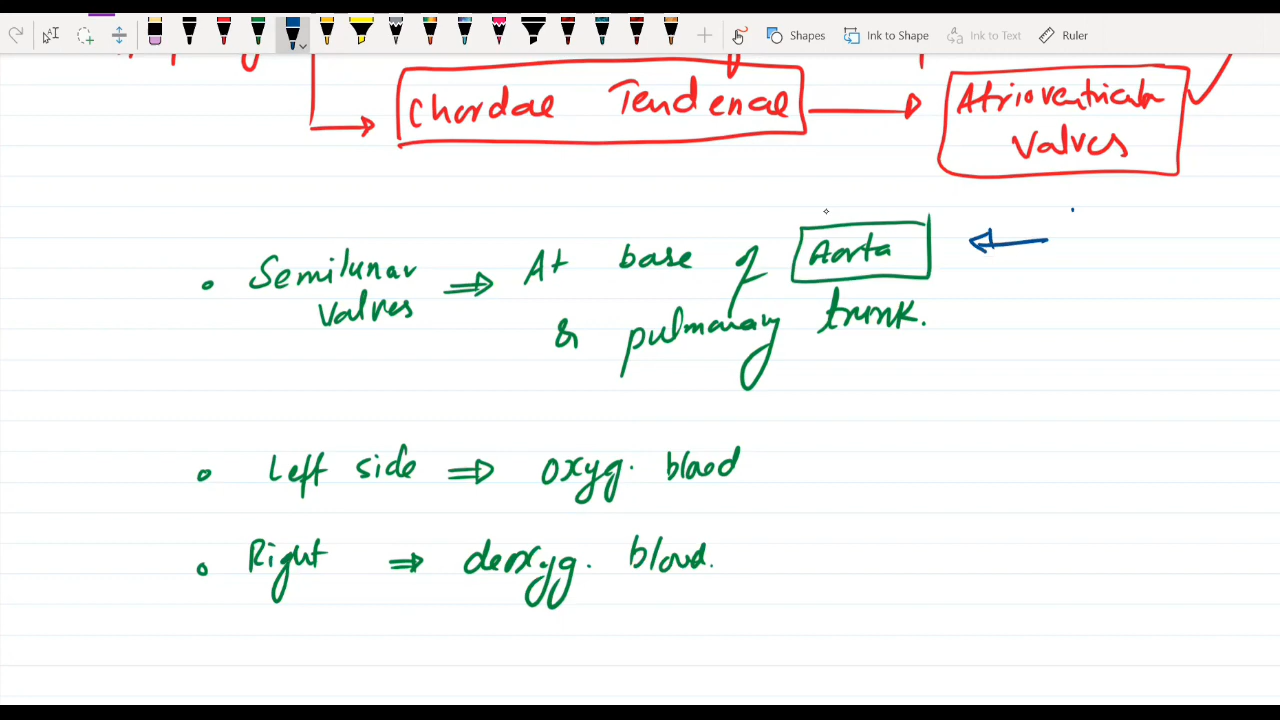 Shapes Ink to Shape Ink to Text Ruler
Chordae Tendenae Atrioventricula
valves
Semilunar At base of Aorta
valves & pulmonary trunk.
Left side ⇒ oxyg. blood
Right ⇒ deoxyg. blood.